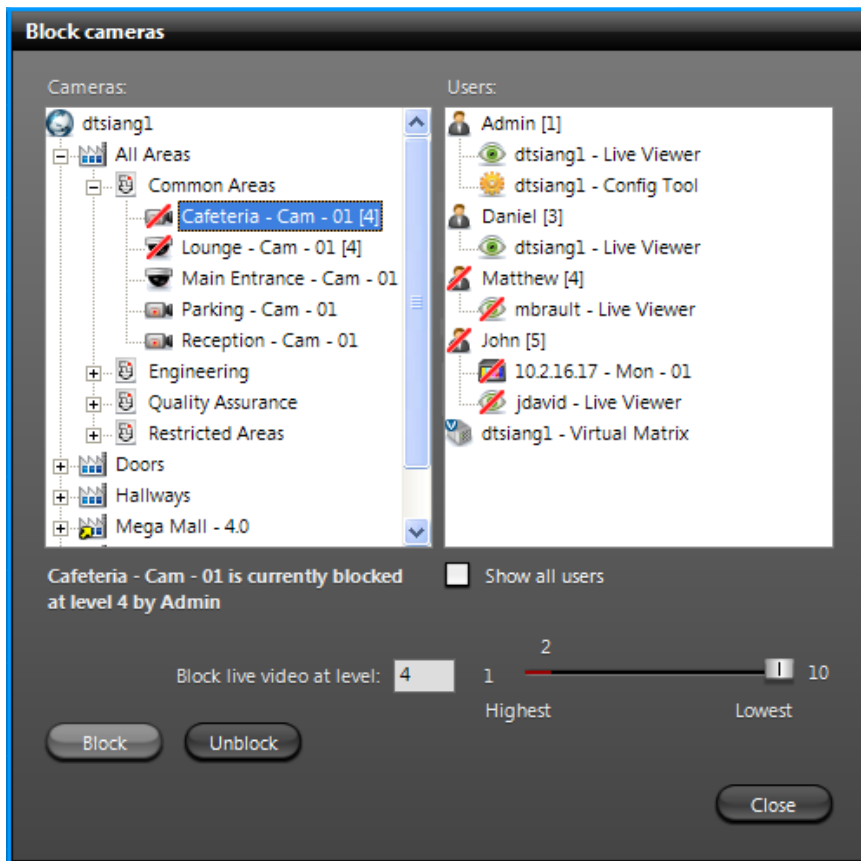 Block cameras
Cameras:
dtsiang1
All Areas
Common Areas
Cafeteria - Cam - 01 [4]
Lounge - Cam - 01 [4]
Main Entrance - Cam - 01
Parking - Cam - 01
Reception - Cam - 01
Engineering
Quality Assurance
Restricted Areas
Doors
Hallways
Mega Mall - 4.0
Users:
Admin [1]
dtsiang1 - Live Viewer
dtsiang1 - Config Tool
Daniel [3]
dtsiang1 - Live Viewer
Matthew [4]
mbrault - Live Viewer
John [5]
10.2.16.17 - Mon - 01
jdavid - Live Viewer
dtsiang1 - Virtual Matrix
Cafeteria - Cam - 01 is currently blocked
at level 4 by Admin
Show all users
Block live video at level: 4
2
1 10
Highest Lowest
Block Unblock
Close